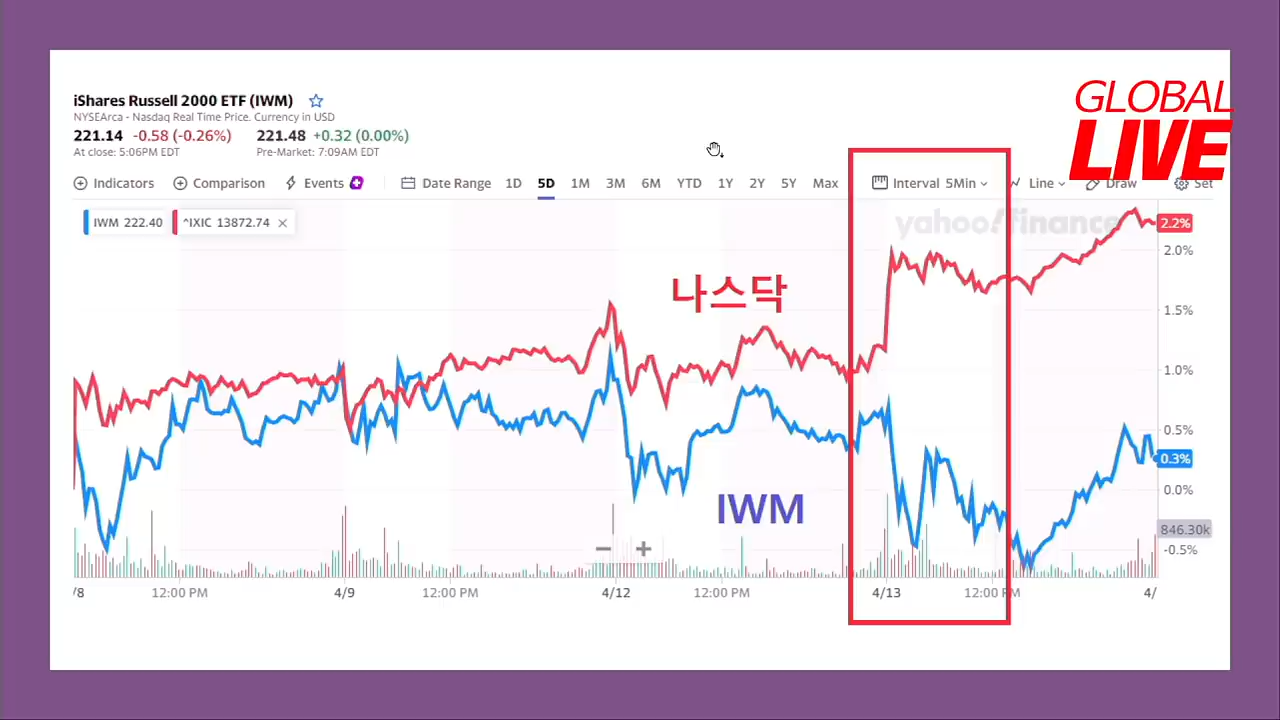 iShares Russell 2000 ETF (IWM)
NYSEArca - Nasdaq Real Time Price. Currency in USD
221.14 -0.58 (-0.26%) 221.48 +0.32 (0.00%)
At close: 5:06PM EDT Pre-Market: 7:09AM EDT
GLOBAL
LIVE
Indicators Comparison Events Date Range 1D 5D 1M 3M 6M YTD 1Y 2Y 5Y Max Interval 5Min Line Draw Set
IWM 222.40 ^IXIC 13872.74
yahoo!finance
2.2%
2.0%
나스닥
1.5%
1.0%
0.5%
0.3%
0.0%
IWM
846.30k
-0.5%
/8 12:00 PM 4/9 12:00 PM 4/12 12:00 PM 4/13 12:00 PM 4/